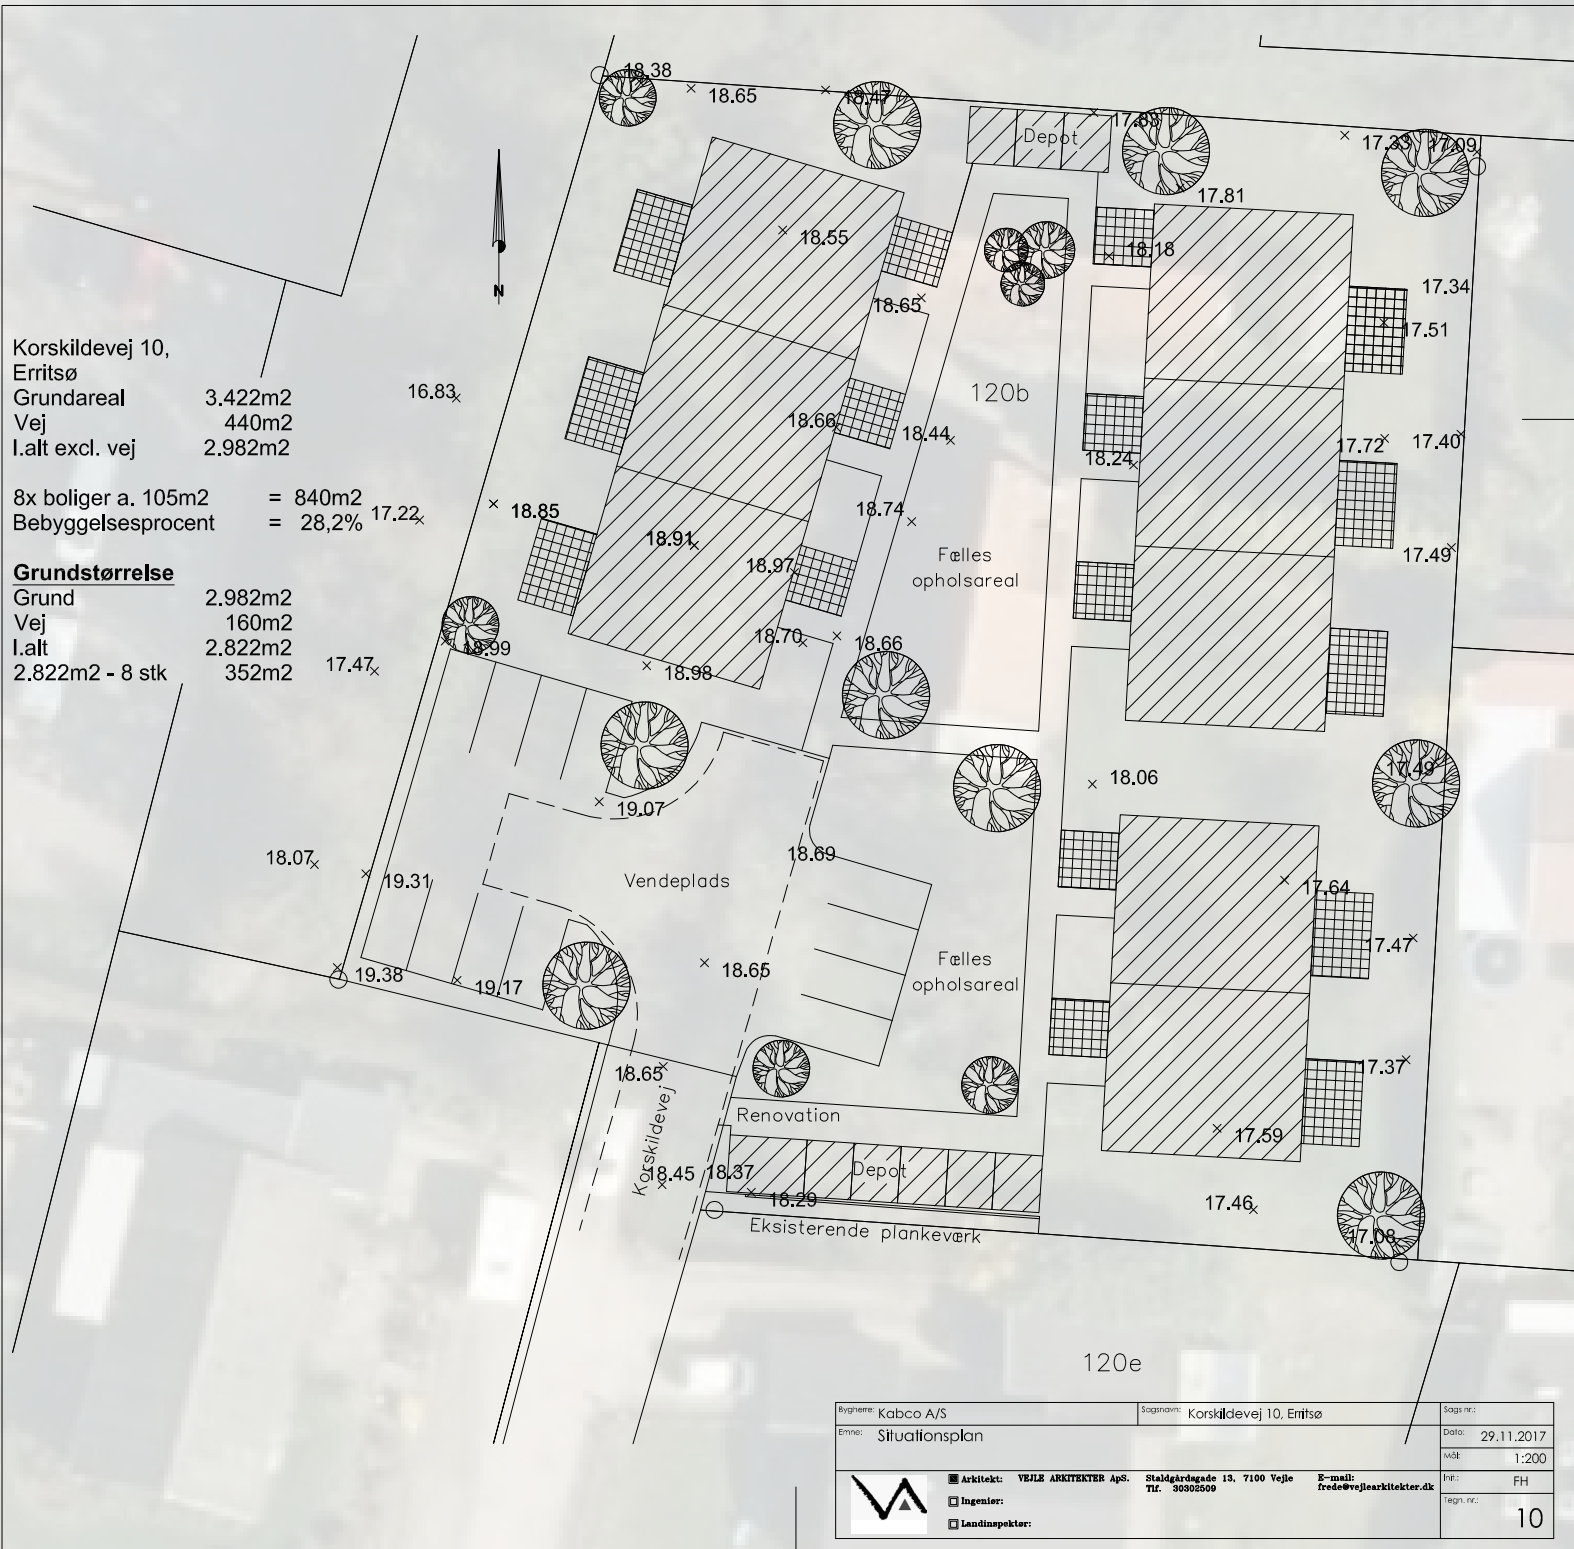 18.38
18.65
18.47
17.88
17.33
17.09
Depot
17.81
18.55
18.18
N
18.65
17.34
17.51
Korskildevej 10,
Erritsø
Grundareal 3.422m2
Vej 440m2
I.alt excl. vej 2.982m2
8x boliger a. 105m2 = 840m2
Bebyggelsesprocent = 28,2%
Grundstørrelse
Grund 2.982m2
Vej 160m2
I.alt 2.822m2
2.822m2 - 8 stk 352m2
16.83
120b
18.66
18.44
18.24
17.72
17.40
17.22
18.85
18.74
18.91
18.97
Fælles
opholsareal
17.49
18.70
18.66
18.99
17.47
18.98
19.07
18.06
17.49
18.07
19.31
18.69
Vendeplads
17.64
17.47
19.38
19.17
18.65
Fælles
opholsareal
18.65
17.37
Korskildevej
Renovation
17.59
18.45
18.37
Depot
18.29
17.46
Eksisterende plankeværk
17.08
120e
Bygherre: Kabco A/S
Sagsnavn: Korskildevej 10, Erritsø
Sags nr.:
Emne: Situationsplan
Dato: 29.11.2017
Mål: 1:200
Arkitekt: VEJLE ARKITEKTER ApS. Staldgårdsgade 13, 7100 Vejle E-mail:
Tlf. 30302509 frede@vejlearkitekter.dk
Init.: FH
Ingeniør:
Landinspektør:
Tegn. nr.: 10